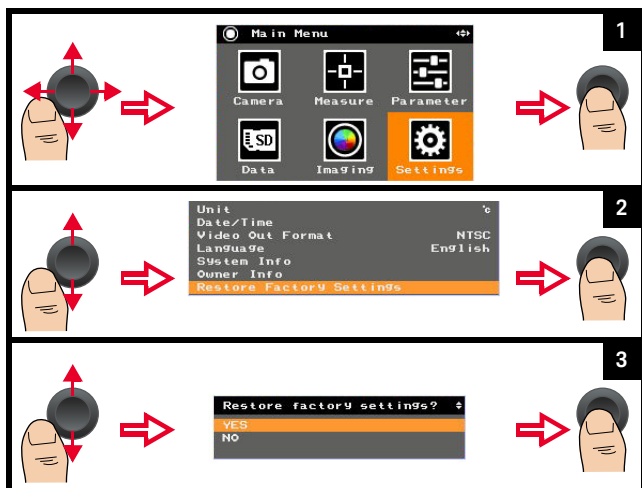 1
Main Menu
Camera Measure Parameter
SD
Data Imaging Settings
2
Unit °c
Date/Time
Video Out Format NTSC
Language English
System Info
Owner Info
Restore Factory Settings
3
Restore factory settings?
YES
NO